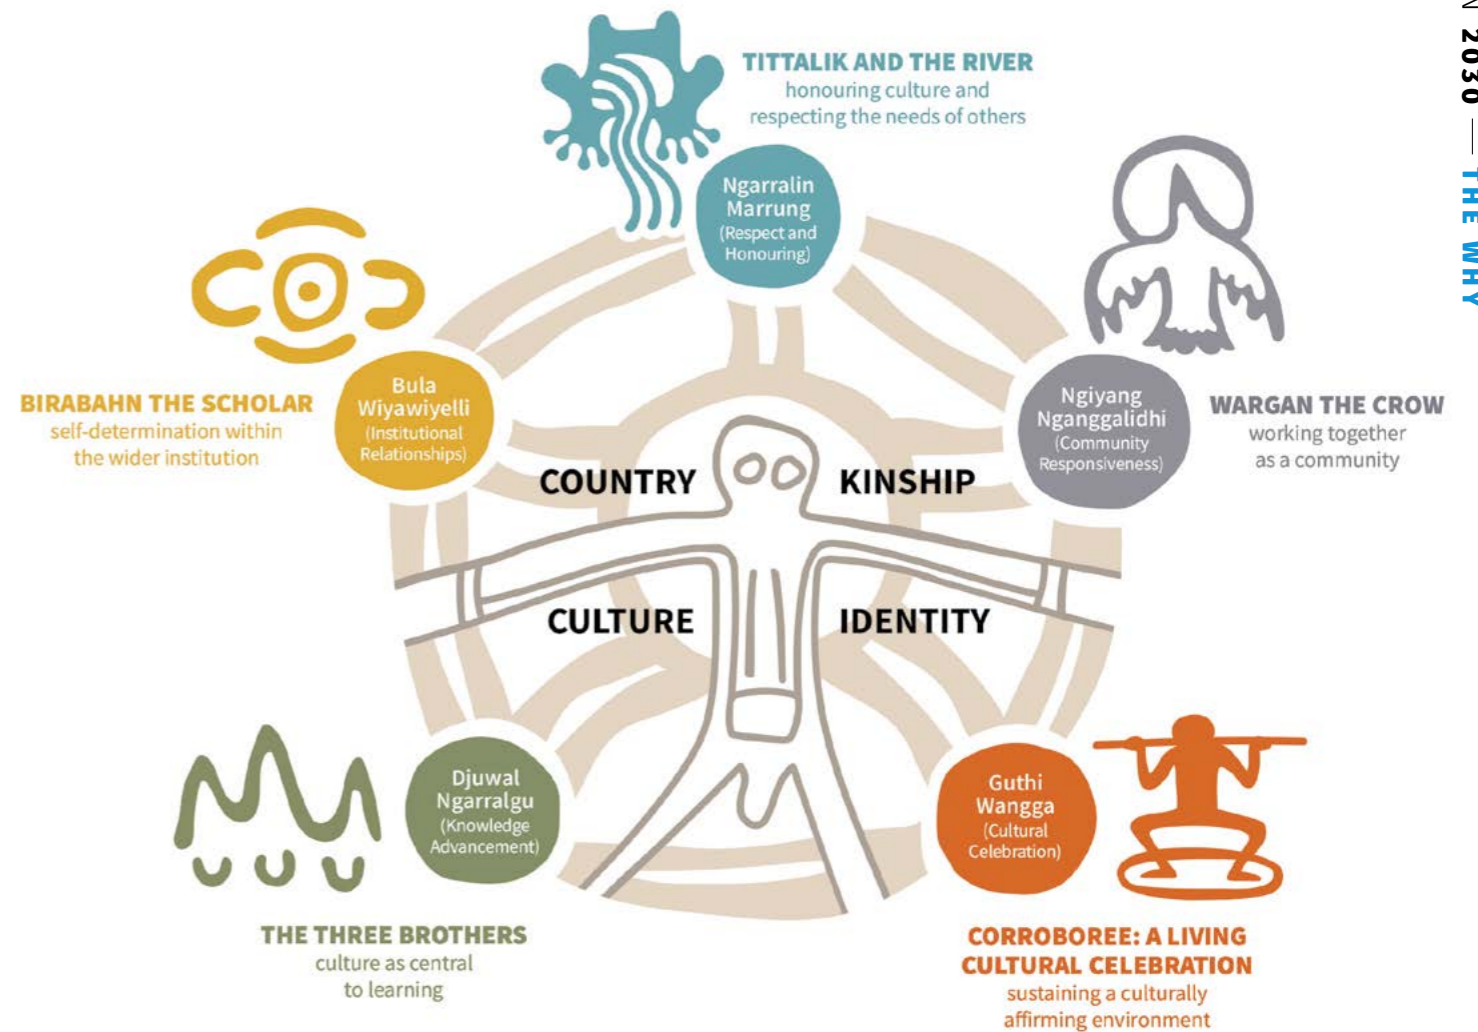 N 2030 — THE WHY
TITTALIK AND THE RIVER
honouring culture and
respecting the needs of others
Ngarralin
Marrung
(Respect and
Honouring)
Bula
Wiyawiyelli
(Institutional
Relationships)
BIRABAHN THE SCHOLAR
self-determination within
the wider institution
Ngiyang
Nganggalidhi
(Community
Responsiveness)
WARGAN THE CROW
working together
as a community
COUNTRY
KINSHIP
CULTURE
IDENTITY
Djuwal
Ngarralgu
(Knowledge
Advancement)
THE THREE BROTHERS
culture as central
to learning
Guthi
Wangga
(Cultural
Celebration)
CORROBOREE: A LIVING
CULTURAL CELEBRATION
sustaining a culturally
affirming environment